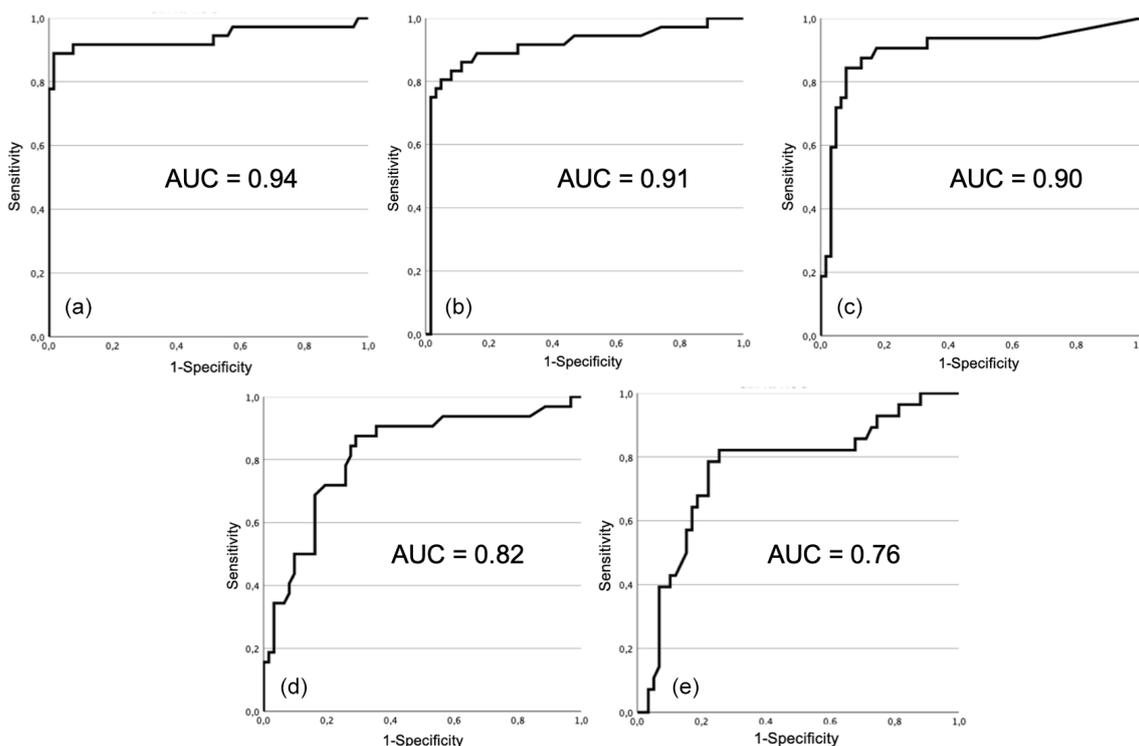 1,0
0,8
0,6
0,4
0,2
0,0
Sensitivity
AUC = 0.94
(a)
0,0 0,2 0,4 0,6 0,8 1,0
1-Specificity
1,0
0,8
0,6
0,4
0,2
0,0
Sensitivity
AUC = 0.91
(b)
0,0 0,2 0,4 0,6 0,8 1,0
1-Specificity
1,0
0,8
0,6
0,4
0,2
0,0
Sensitivity
AUC = 0.90
(c)
0,0 0,2 0,4 0,6 0,8
1-Specificity
1,0
0,8
0,6
0,4
0,2
0,0
Sensitivity
AUC = 0.82
(d)
0,0 0,2 0,4 0,6 0,8 1,0
1-Specificity
1,0
0,8
0,6
0,4
0,2
0,0
Sensitivity
AUC = 0.76
(e)
0,0 0,2 0,4 0,6 0,8 1,0
1-Specificity